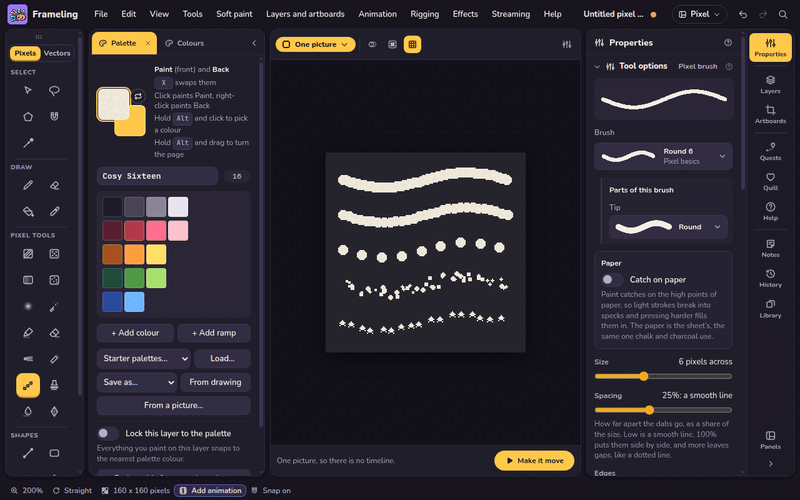 Frameling
File Edit View Tools Soft paint Layers and artboards Animation Rigging Effects Streaming Help
Untitled pixel ...
Pixel
Pixels Vectors
SELECT
DRAW
PIXEL TOOLS
SHAPES
Palette
Colours
Paint (front) and Back
X swaps them
Click paints Paint, right-
click paints Back
Hold Alt and click to pick
a colour
Hold Alt and drag to turn
the page
Cosy Sixteen 16
+ Add colour + Add ramp
Starter palettes... Load...
Save as... From drawing
From a picture...
Lock this layer to the palette
Everything you paint on this layer snaps to
the nearest palette colour.
One picture
One picture, so there is no timeline.
Make it move
Properties
Tool options Pixel brush
Brush
Round 6
Pixel basics
Parts of this brush
Tip
Round
Paper
Catch on paper
Paint catches on the high points of
paper, so light strokes break into
specks and pressing harder fills
them in. The paper is the sheet's, the
same one chalk and charcoal use.
Size 6 pixels across
Spacing 25%: a smooth line
How far apart the dabs go, as a share of
the size. Low is a smooth line, 100%
puts them side by side, and more leaves
gaps, like a dotted line.
Edges
Properties
Layers
Artboards
Quests
Quill
Help
Notes
History
Library
Panels
200% Straight 160 x 160 pixels Add animation Snap on